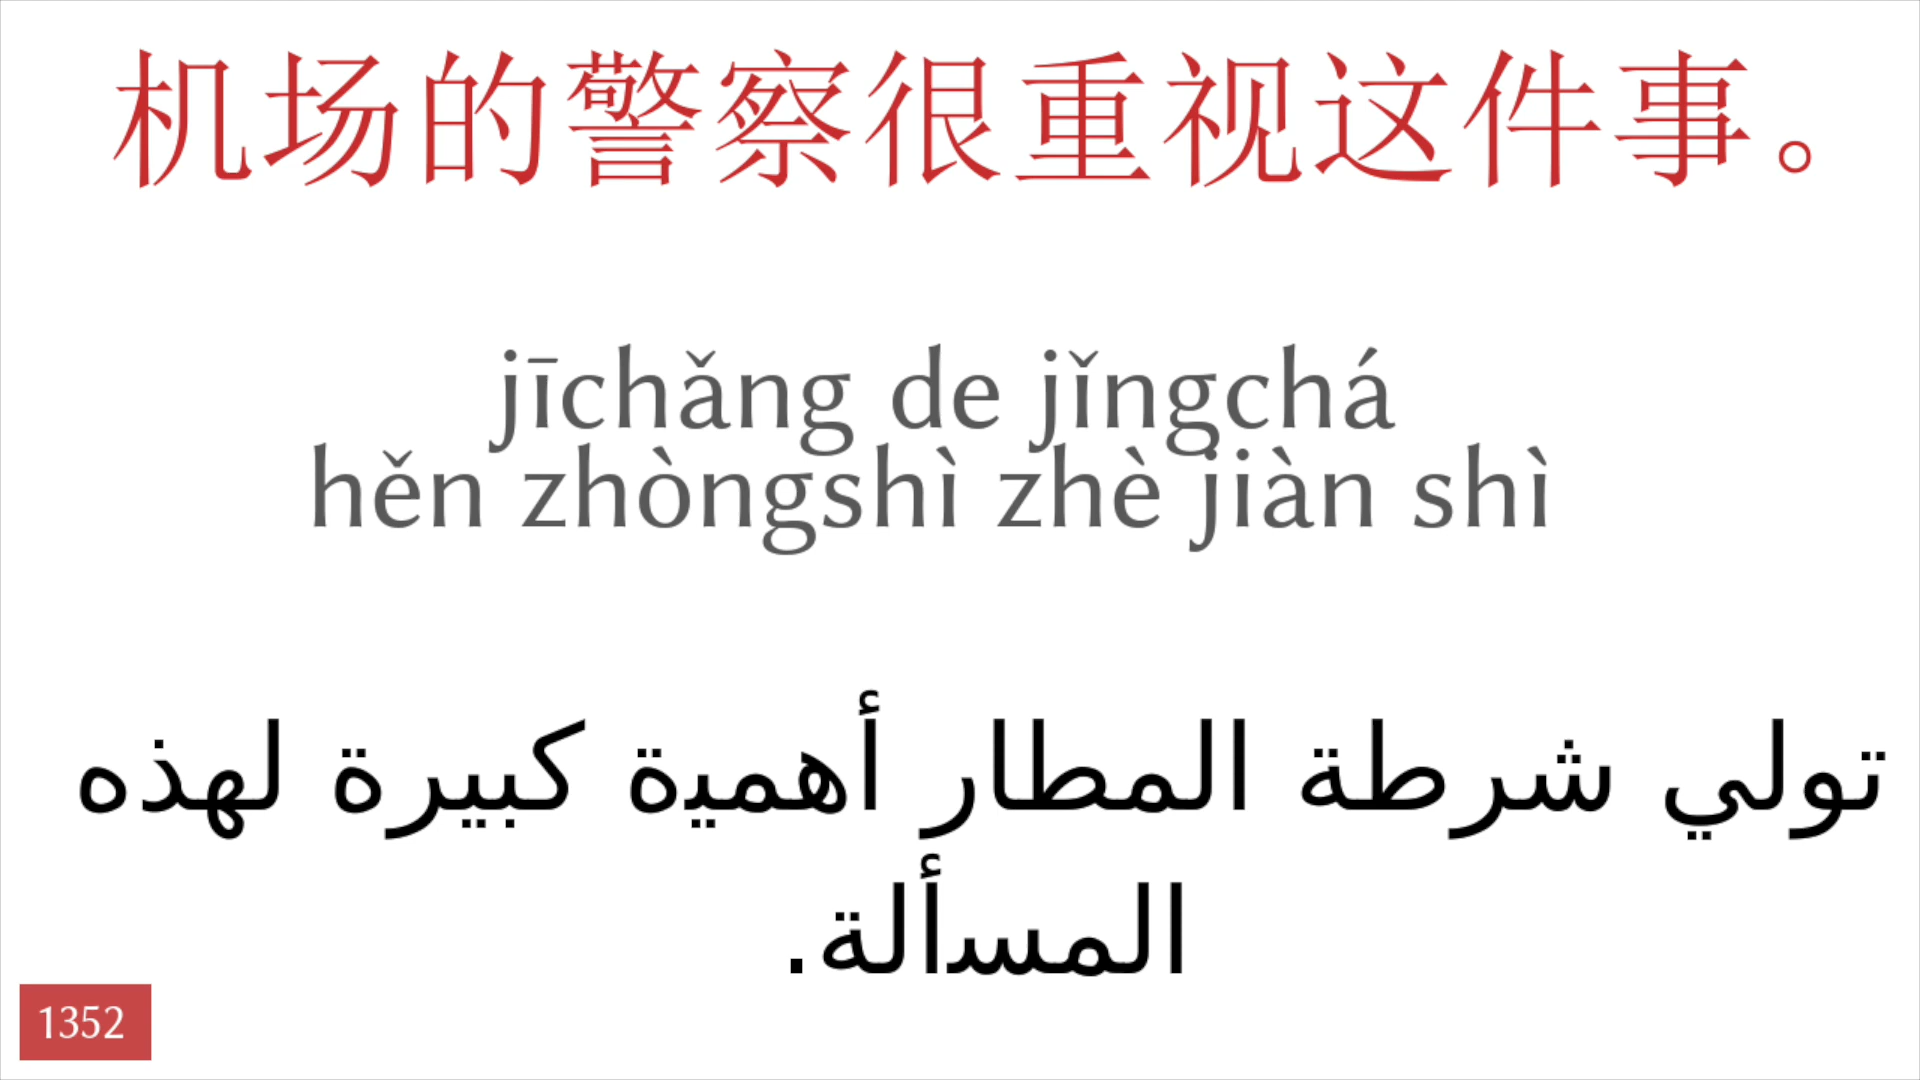 机场的警察很重视这件事。
jīchǎng de jǐngchá
hěn zhòngshì zhè jiàn shì
تولي شرطة المطار أهمية كبيرة لهذه
المسألة.
1352